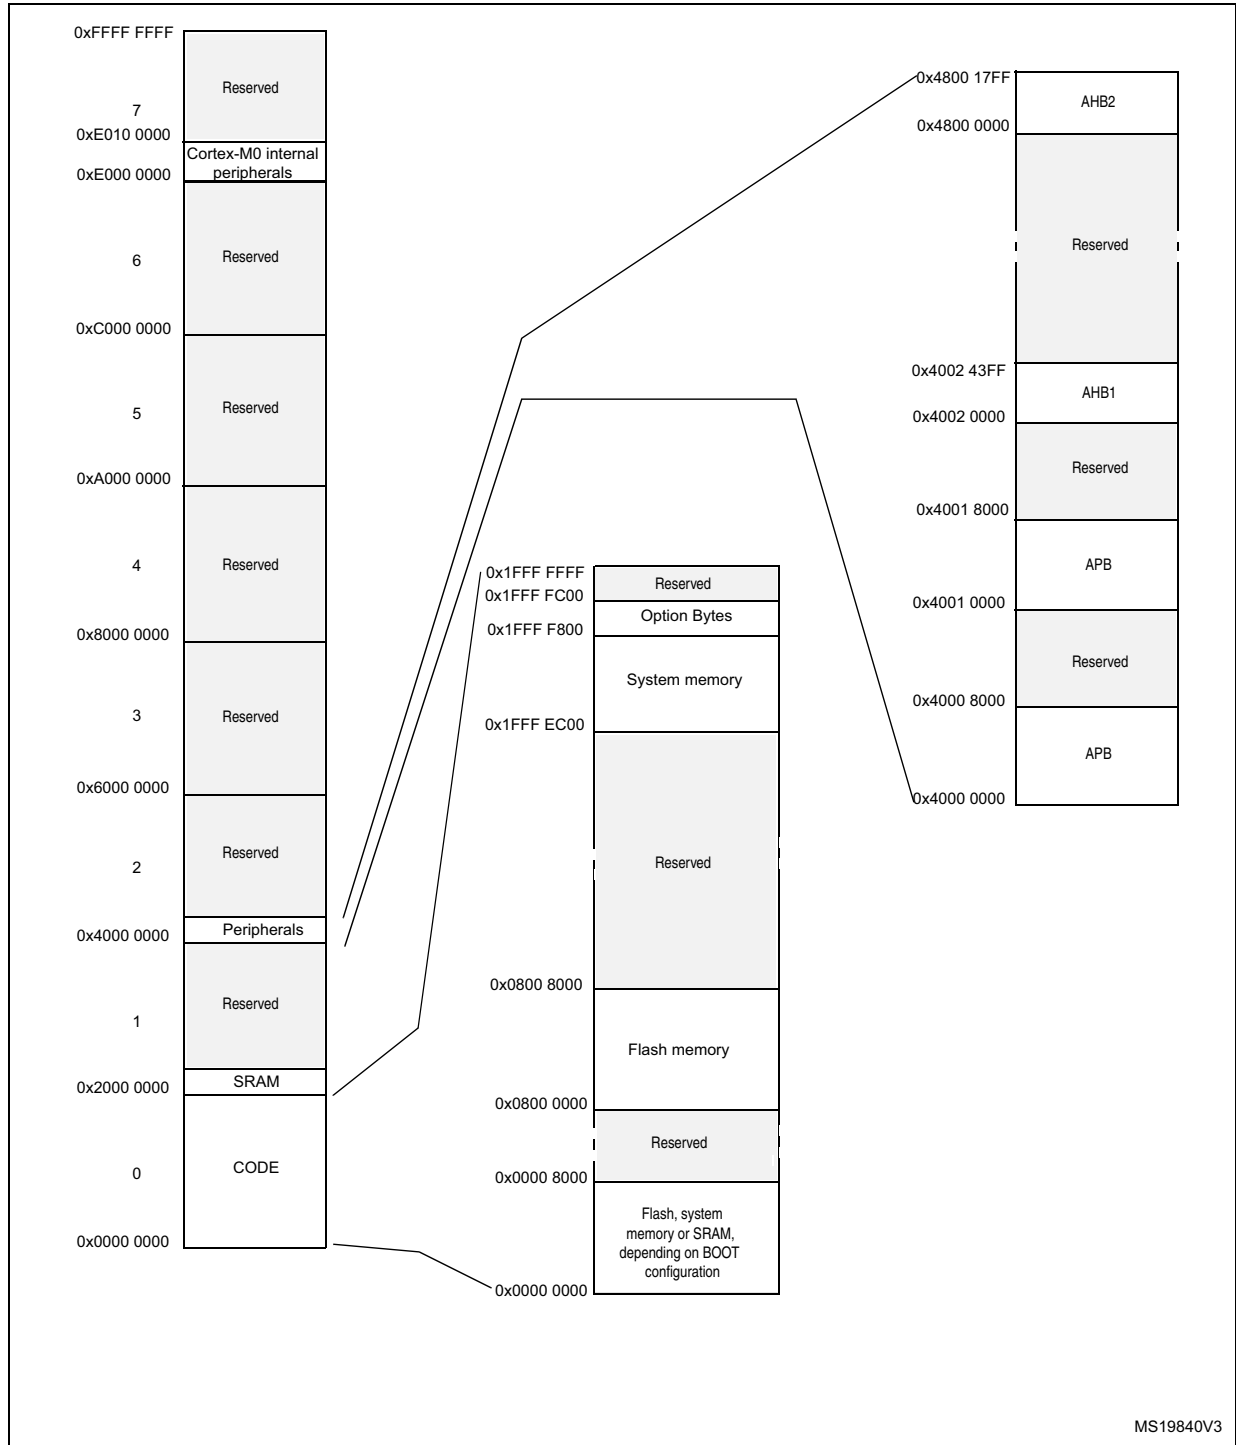 0xFFFF FFFF
Reserved
7
0xE010 0000
Cortex-M0 internal
peripherals
0xE000 0000
Reserved
6
0xC000 0000
Reserved
5
0xA000 0000
Reserved
4
0x8000 0000
Reserved
3
0x6000 0000
Reserved
2
Peripherals
0x4000 0000
Reserved
1
SRAM
0x2000 0000
CODE
0
0x0000 0000
0x1FFF FFFF
Reserved
0x1FFF FC00
Option Bytes
0x1FFF F800
System memory
0x1FFF EC00
Reserved
0x0800 8000
Flash memory
0x0800 0000
Reserved
0x0000 8000
Flash, system
memory or SRAM,
depending on BOOT
configuration
0x0000 0000
0x4800 17FF
AHB2
0x4800 0000
Reserved
0x4002 43FF
AHB1
0x4002 0000
Reserved
0x4001 8000
APB
0x4001 0000
Reserved
0x4000 8000
APB
0x4000 0000
MS19840V3